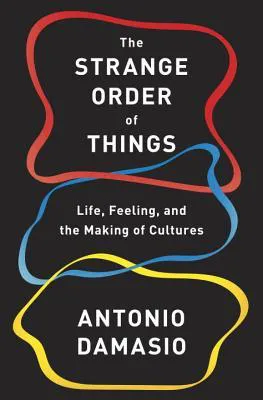 The
STRANGE
ORDER of
THINGS
Life, Feeling, and
the Making of Cultures
ANTONIO
DAMASIO